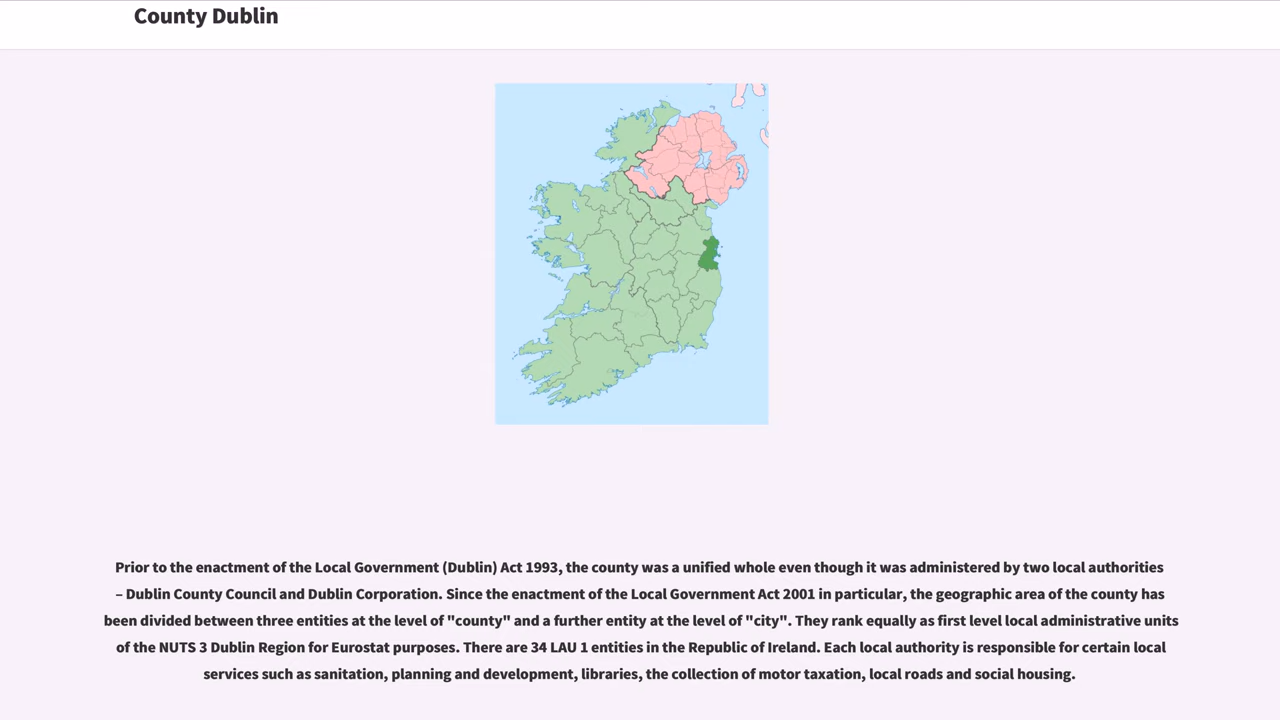 County Dublin
Prior to the enactment of the Local Government (Dublin) Act 1993, the county was a unified whole even though it was administered by two local authorities
– Dublin County Council and Dublin Corporation. Since the enactment of the Local Government Act 2001 in particular, the geographic area of the county has
been divided between three entities at the level of "county" and a further entity at the level of "city". They rank equally as first level local administrative units
of the NUTS 3 Dublin Region for Eurostat purposes. There are 34 LAU 1 entities in the Republic of Ireland. Each local authority is responsible for certain local
services such as sanitation, planning and development, libraries, the collection of motor taxation, local roads and social housing.